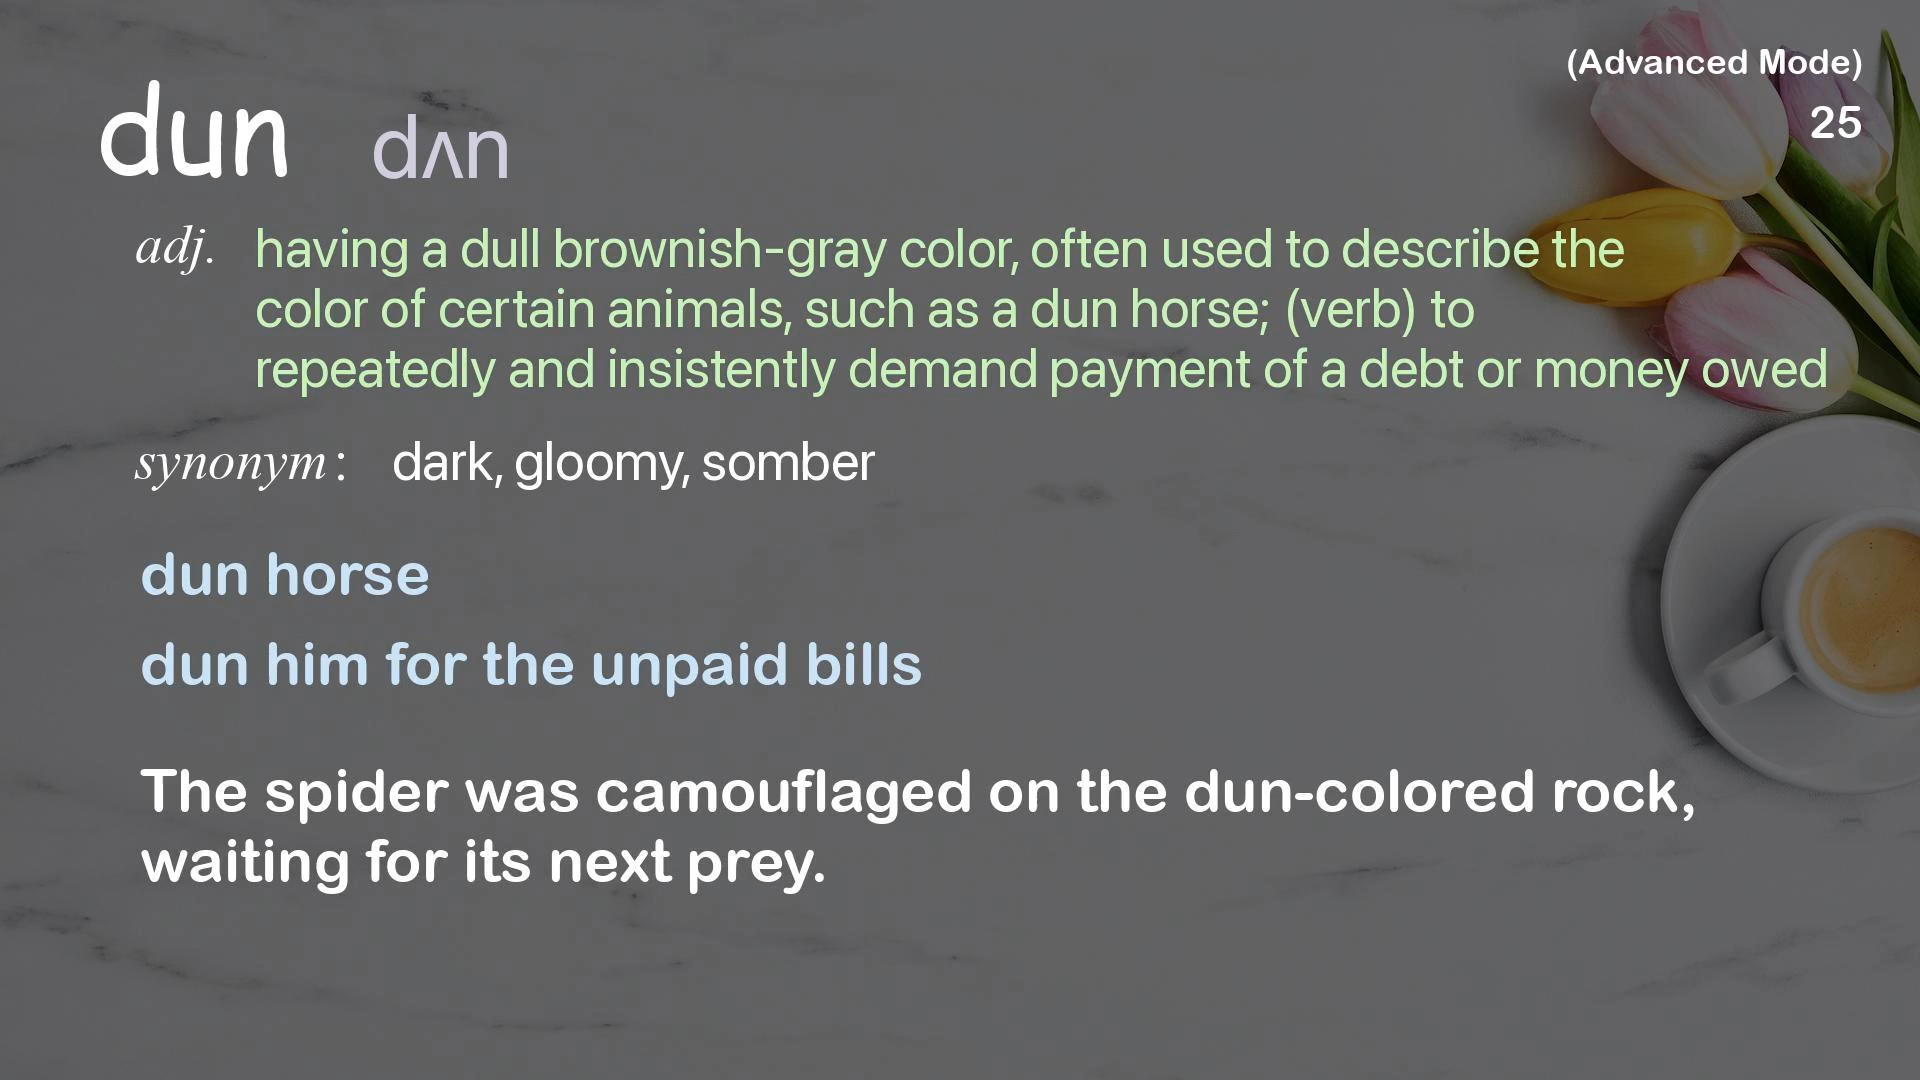 (Advanced Mode)
25
dun dʌn
adj. having a dull brownish-gray color, often used to describe the
color of certain animals, such as a dun horse; (verb) to
repeatedly and insistently demand payment of a debt or money owed
synonym: dark, gloomy, somber
dun horse
dun him for the unpaid bills
The spider was camouflaged on the dun-colored rock,
waiting for its next prey.